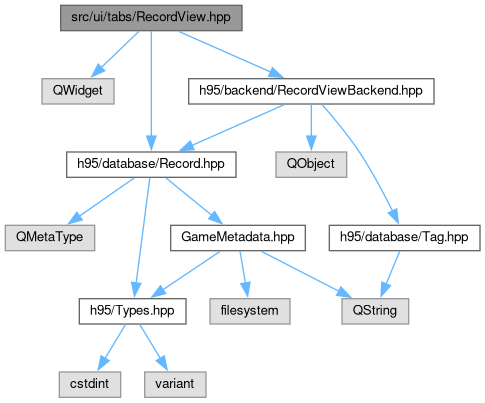 src/ui/tabs/RecordView.hpp
QWidget
h95/backend/RecordViewBackend.hpp
h95/database/Record.hpp
QObject
QMetaType
GameMetadata.hpp
h95/database/Tag.hpp
h95/Types.hpp
filesystem
QString
cstdint
variant